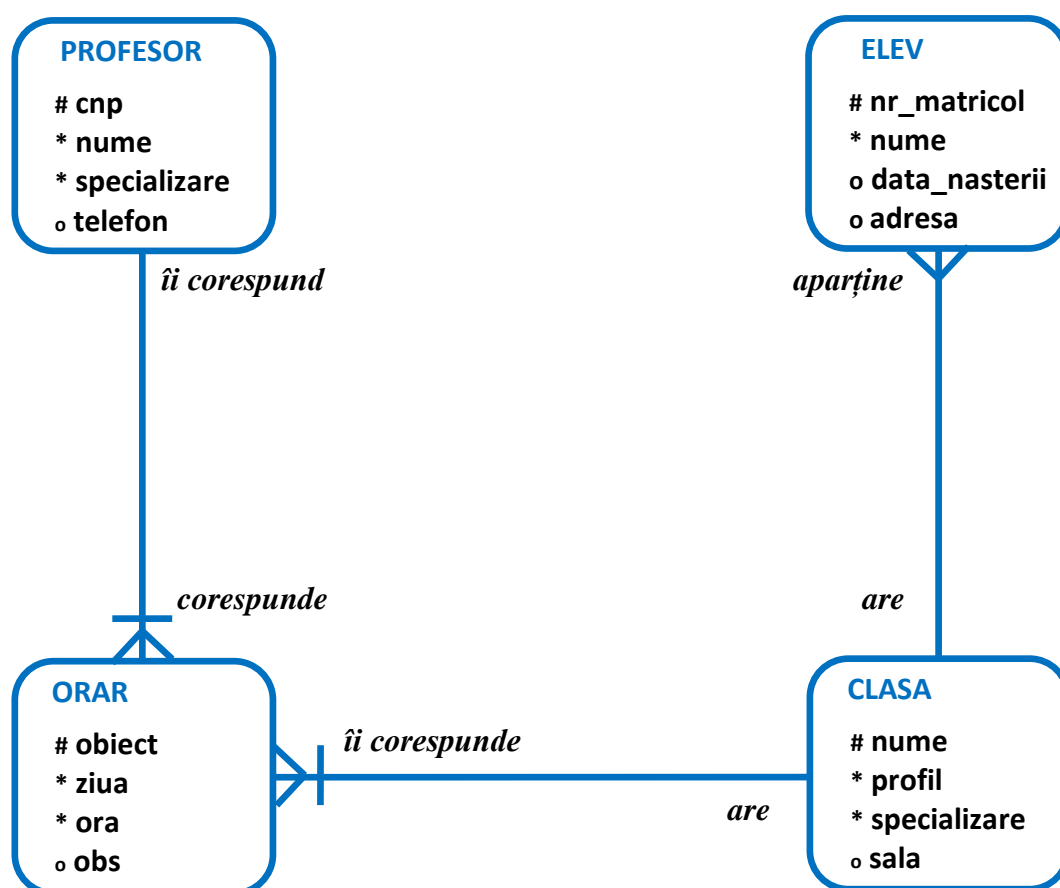 PROFESOR
# cnp
* nume
* specializare
o telefon
ELEV
# nr_matricol
* nume
o data_nasterii
o adresa
îi corespund
aparține
corespunde
are
ORAR
# obiect
* ziua
* ora
o obs
îi corespunde
are
CLASA
# nume
* profil
* specializare
o sala